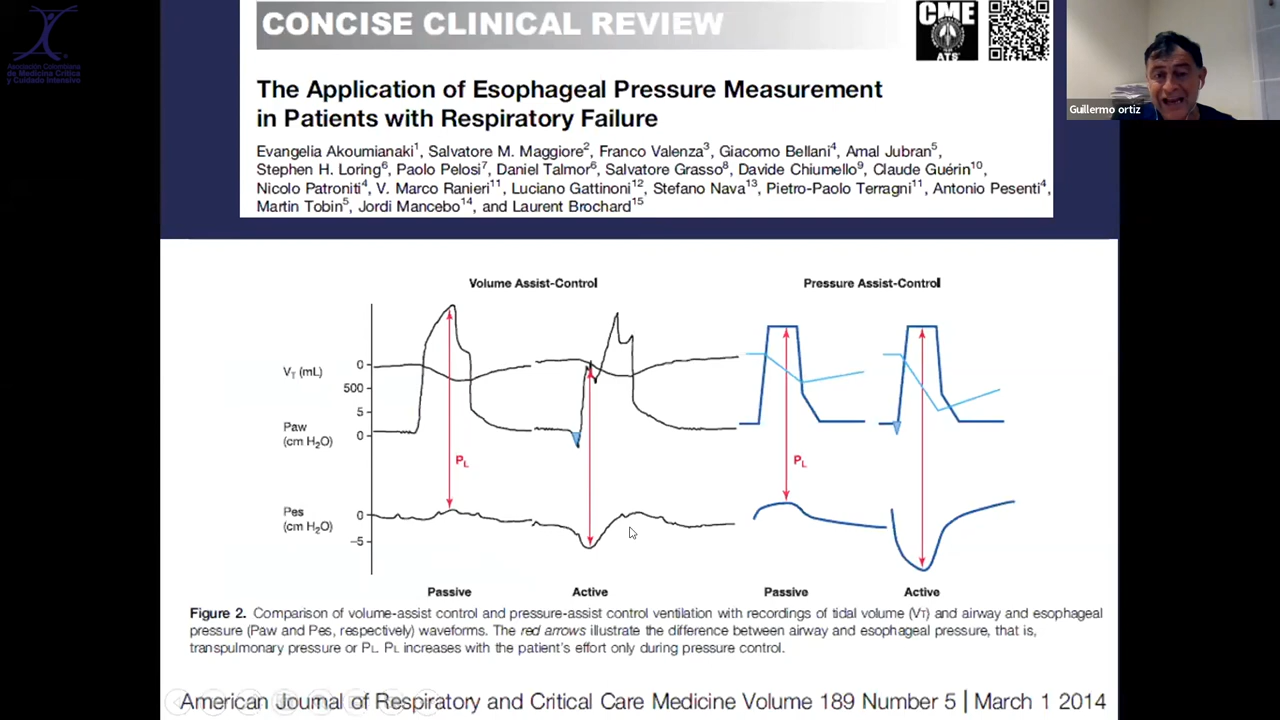 Asociación Colombiana
de Medicina Crítica
y Cuidado Intensivo
CONCISE CLINICAL REVIEW
CME
ATS
Guillermo ortiz
The Application of Esophageal Pressure Measurement
in Patients with Respiratory Failure
Evangelia Akoumianaki1, Salvatore M. Maggiore2, Franco Valenza3, Giacomo Bellani4, Amal Jubran5,
Stephen H. Loring6, Paolo Pelosi7, Daniel Talmor6, Salvatore Grasso8, Davide Chiumello9, Claude Guérin10,
Nicolo Patroniti4, V. Marco Ranieri11, Luciano Gattinoni12, Stefano Nava13, Pietro-Paolo Terragni11, Antonio Pesenti4,
Martin Tobin5, Jordi Mancebo14, and Laurent Brochard15
Volume Assist-Control
Pressure Assist-Control
VT (mL)
0
500
5
Paw
(cm H2O)
0
PL
PL
Pes
(cm H2O)
0
-5
Passive
Active
Passive
Active
Figure 2. Comparison of volume-assist control and pressure-assist control ventilation with recordings of tidal volume (VT) and airway and esophageal
pressure (Paw and Pes, respectively) waveforms. The red arrows illustrate the difference between airway and esophageal pressure, that is,
transpulmonary pressure or PL. PL increases with the patient's effort only during pressure control.
American Journal of Respiratory and Critical Care Medicine Volume 189 Number 5 | March 1 2014